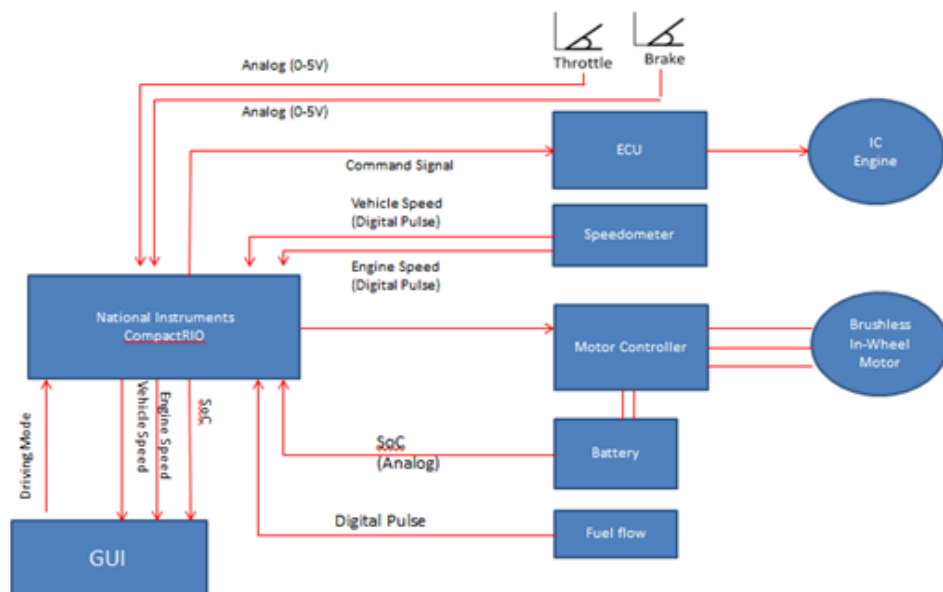 Throttle
Brake
Analog (0-5V)
Analog (0-5V)
Command Signal
ECU
IC
Engine
Vehicle Speed
(Digital Pulse)
Speedometer
Engine Speed
(Digital Pulse)
National Instruments
CompactRIO
Motor Controller
Brushless
In-Wheel
Motor
Driving Mode
Vehicle Speed
Engine Speed
SoC
SoC
(Analog)
Battery
Digital Pulse
Fuel flow
GUI